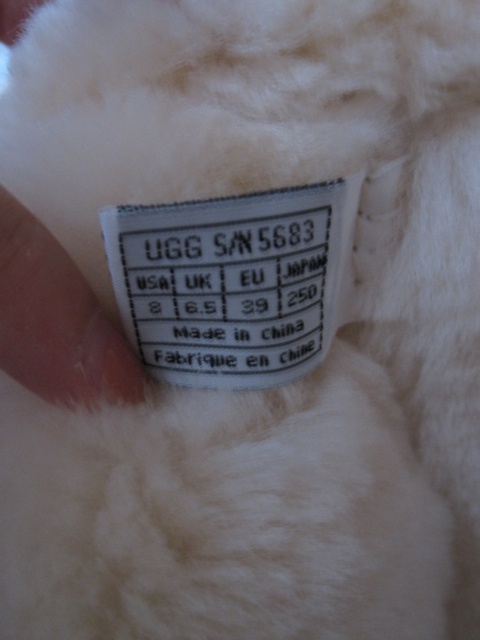 UGG S/N 5683
USA UK EU JAPAN
8 6.5 39 250
Made in China
Fabrique en Chine